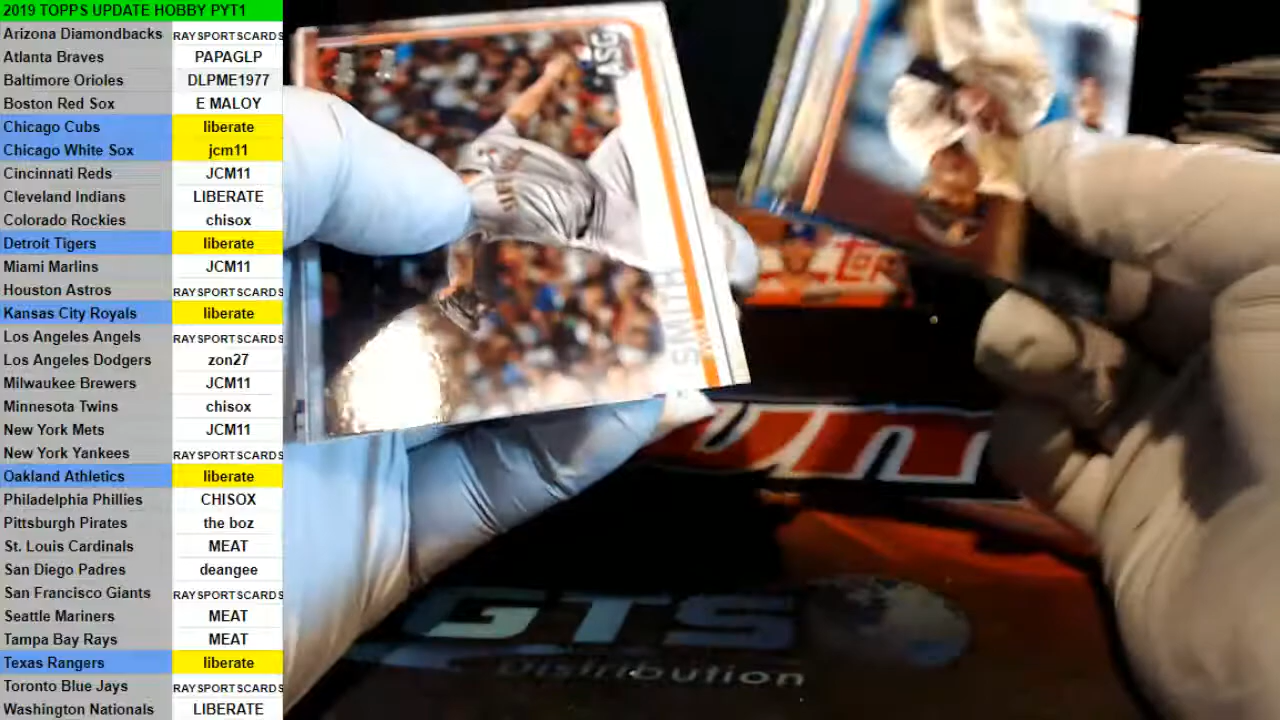 2019 TOPPS UPDATE HOBBY PYT1
Arizona Diamondbacks RAYSPORTSCARDS
Atlanta Braves PAPAGLP
Baltimore Orioles DLPME1977
Boston Red Sox E MALOY
Chicago Cubs liberate
Chicago White Sox jcm11
Cincinnati Reds JCM11
Cleveland Indians LIBERATE
Colorado Rockies chisox
Detroit Tigers liberate
Miami Marlins JCM11
Houston Astros RAYSPORTSCARDS
Kansas City Royals liberate
Los Angeles Angels RAYSPORTSCARDS
Los Angeles Dodgers zon27
Milwaukee Brewers JCM11
Minnesota Twins chisox
New York Mets JCM11
New York Yankees RAYSPORTSCARDS
Oakland Athletics liberate
Philadelphia Phillies CHISOX
Pittsburgh Pirates the boz
St. Louis Cardinals MEAT
San Diego Padres deangee
San Francisco Giants RAYSPORTSCARDS
Seattle Mariners MEAT
Tampa Bay Rays MEAT
Texas Rangers liberate
Toronto Blue Jays RAYSPORTSCARDS
Washington Nationals LIBERATE
ASG
SMITH
GTS
Distribution